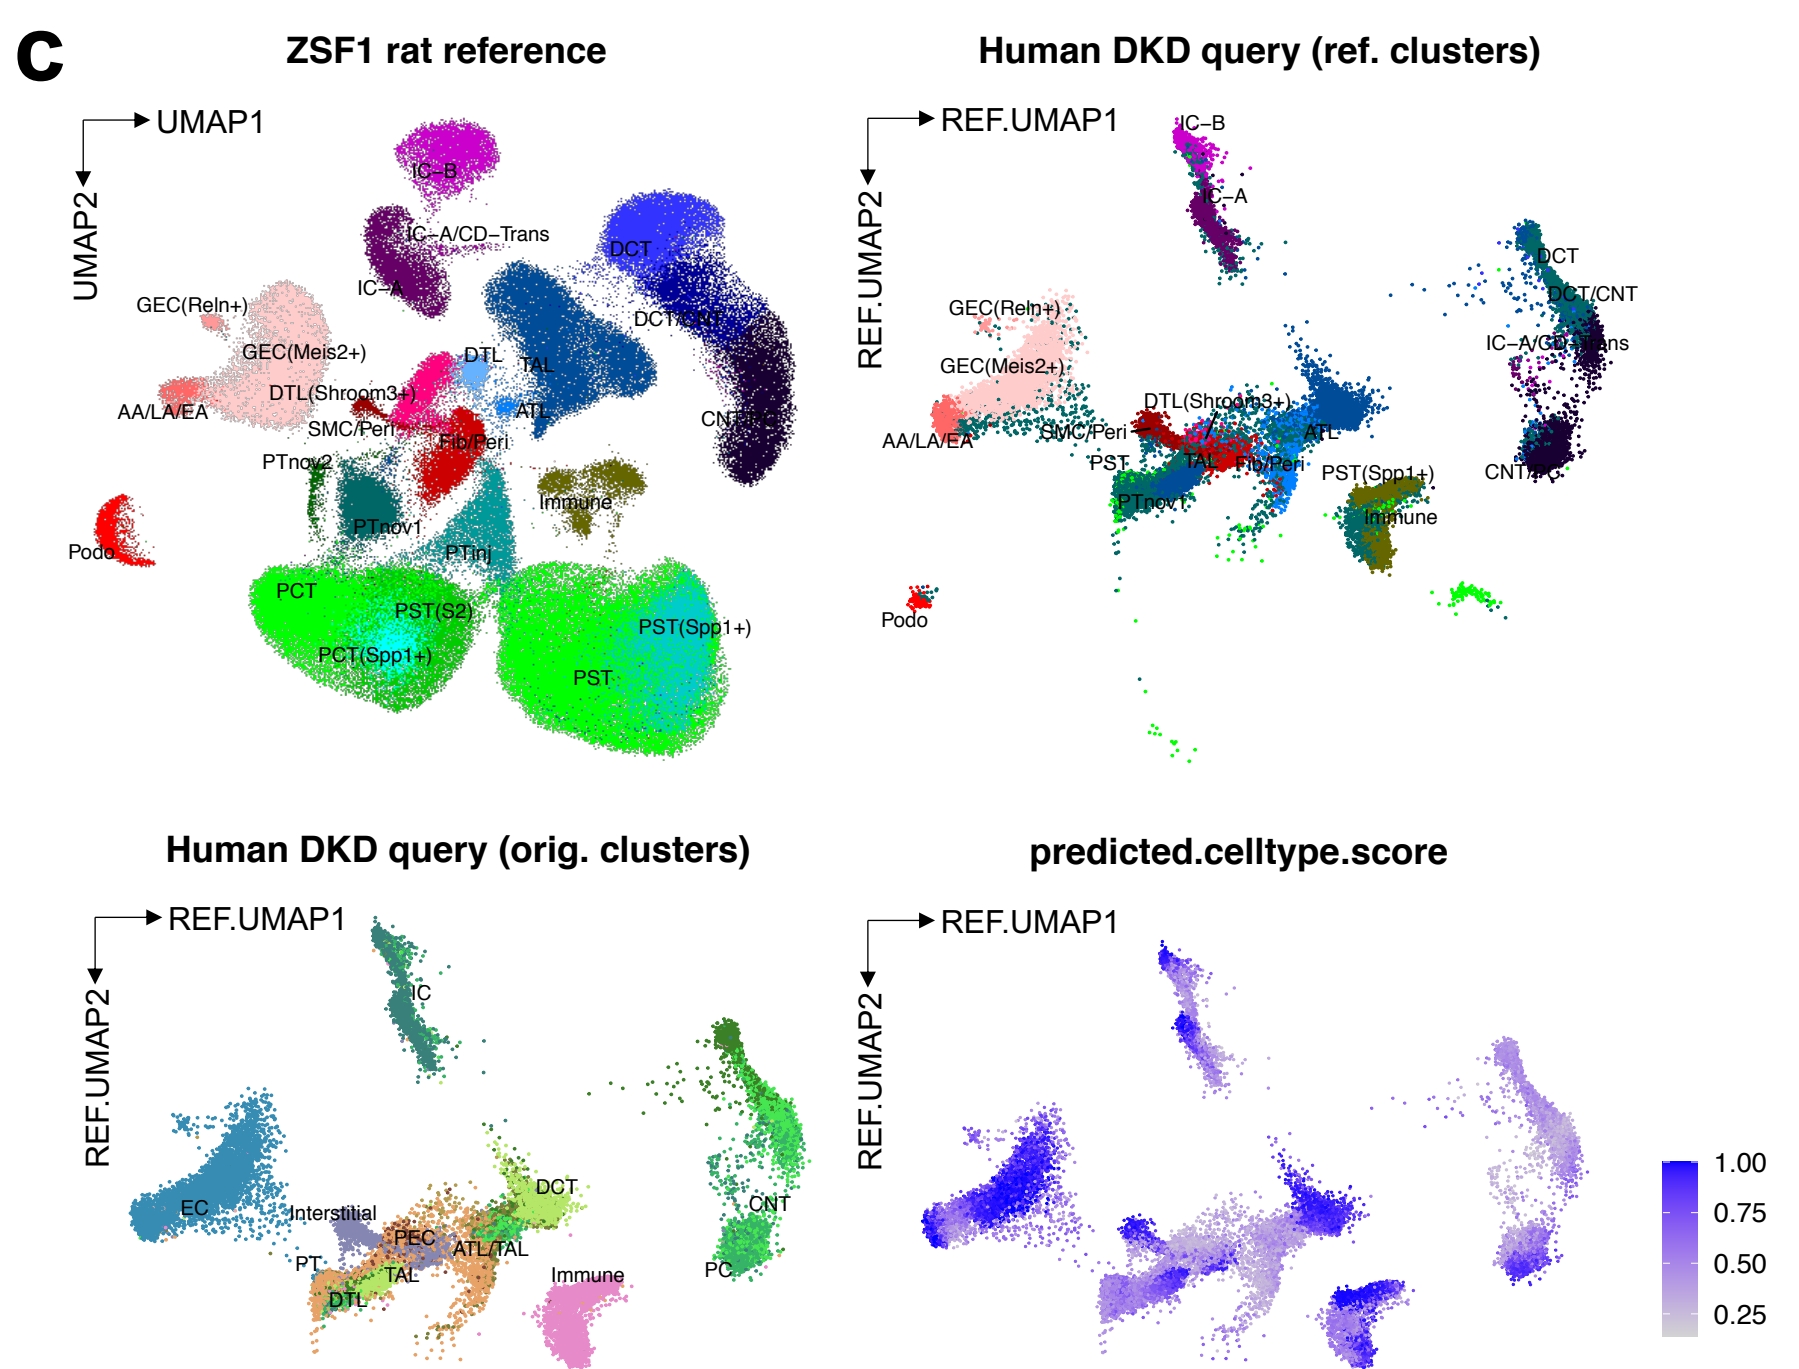 C
ZSF1 rat reference
UMAP1
UMAP2
IC−B
IC−A/CD−Trans
DCT
IC−A
GEC(Reln+)
DCT/CNT
GEC(Meis2+)
DTL
TAL
DTL(Shroom3+)
AA/LA/EA
ATL
SMC/Peri
Fib/Peri
PTnov2
Immune
PTnov1
Podo
PTinj
PCT
PST(S2)
PST(Spp1+)
PCT(Spp1+)
PST
Human DKD query (ref. clusters)
REF.UMAP1
REF.UMAP2
IC−B
IC−A
DCT
DCT/CNT
GEC(Reln+)
IC−A/CD−Trans
GEC(Meis2+)
DTL(Shroom3+)
SMC/Peri
ATL
AA/LA/EA
PST
TAL
Fib/Peri
PST(Spp1+)
CNT/PC
PTnov1
Immune
Podo
Human DKD query (orig. clusters)
REF.UMAP1
REF.UMAP2
IC
DCT
EC
CNT
Interstitial
PEC
ATL/TAL
PT
PC
TAL
Immune
DTL
predicted.celltype.score
REF.UMAP1
REF.UMAP2
1.00
0.75
0.50
0.25